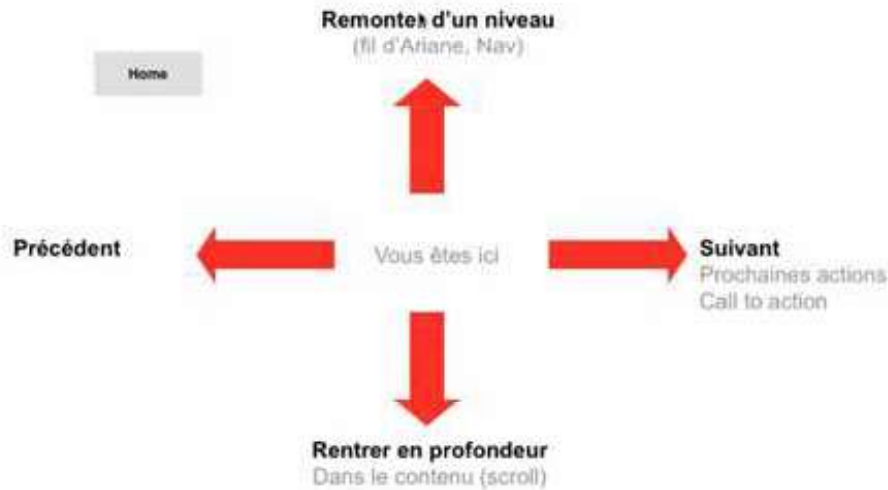 Remonter d'un niveau
(fil d'Ariane, Nav)
Home
Précédent
Vous êtes ici
Suivant
Prochaines actions
Call to action
Rentrer en profondeur
Dans le contenu (scroll)